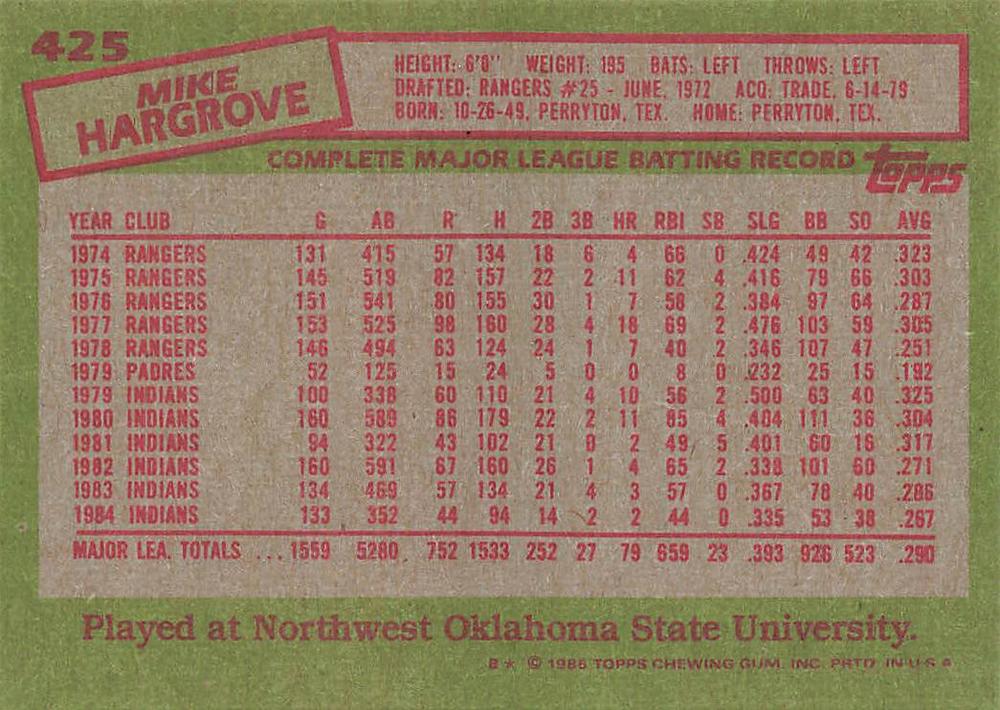 425
MIKE
HARGROVE
HEIGHT: 6'0" WEIGHT: 195 BATS: LEFT THROWS: LEFT
DRAFTED: RANGERS #25 - JUNE, 1972 ACQ: TRADE, 6-14-79
BORN: 10-26-49, PERRYTON, TEX. HOME: PERRYTON, TEX.
COMPLETE MAJOR LEAGUE BATTING RECORD topps
YEAR CLUB G AB R H 2B 3B HR RBI SB SLG BB SO AVG
1974 RANGERS 131 415 57 134 18 6 4 66 0 .424 49 42 .323
1975 RANGERS 145 519 82 157 22 2 11 62 4 .416 79 66 .303
1976 RANGERS 151 541 80 155 30 1 7 58 2 .384 97 64 .287
1977 RANGERS 153 525 98 160 28 4 18 69 2 .476 103 59 .305
1978 RANGERS 146 494 63 124 24 1 7 40 2 .346 107 47 .251
1979 PADRES 52 125 15 24 5 0 0 8 0 .232 25 15 .192
1979 INDIANS 100 338 60 110 21 4 10 56 2 .500 63 40 .325
1980 INDIANS 160 589 86 179 22 2 11 85 4 .404 111 36 .304
1981 INDIANS 94 322 43 102 21 0 2 49 5 .401 60 16 .317
1982 INDIANS 160 591 67 160 26 1 4 65 2 .338 101 60 .271
1983 INDIANS 134 469 57 134 21 4 3 57 0 .367 78 40 .286
1984 INDIANS 133 352 44 94 14 2 2 44 0 .335 53 38 .267
MAJOR LEA. TOTALS ... 1559 5280 752 1533 252 27 79 659 23 .393 926 523 .290
Played at Northwest Oklahoma State University.
B* © 1985 TOPPS CHEWING GUM, INC. PRTD. IN U.S.A.